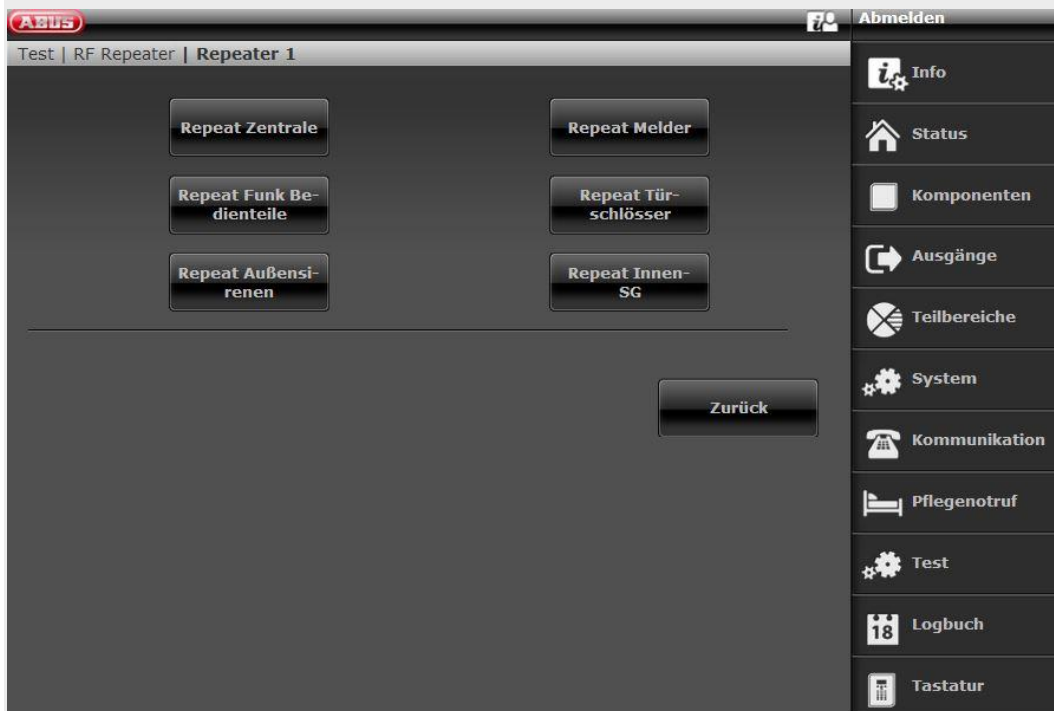 ABUS
Abmelden
Test | RF Repeater | Repeater 1
Repeat Zentrale
Repeat Melder
Repeat Funk Be-
dienteile
Repeat Tür-
schlösser
Repeat Außensi-
renen
Repeat Innen-
SG
Zurück
Info
Status
Komponenten
Ausgänge
Teilbereiche
System
Kommunikation
Pflegenotruf
Test
18
Logbuch
Tastatur